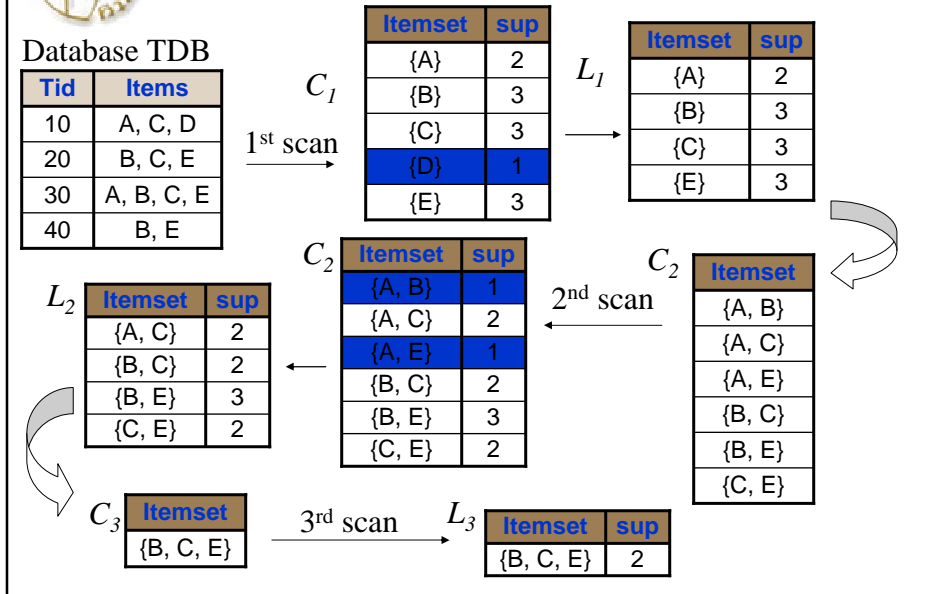 Database TDB
Tid Items
10 A, C, D
20 B, C, E
30 A, B, C, E
40 B, E
1st scan
C1
Itemset sup
{A} 2
{B} 3
{C} 3
{D} 1
{E} 3
L1
Itemset sup
{A} 2
{B} 3
{C} 3
{E} 3
C2
Itemset
{A, B}
{A, C}
{A, E}
{B, C}
{B, E}
{C, E}
2nd scan
C2
Itemset sup
{A, B} 1
{A, C} 2
{A, E} 1
{B, C} 2
{B, E} 3
{C, E} 2
L2
Itemset sup
{A, C} 2
{B, C} 2
{B, E} 3
{C, E} 2
C3
Itemset
{B, C, E}
3rd scan
L3
Itemset sup
{B, C, E} 2